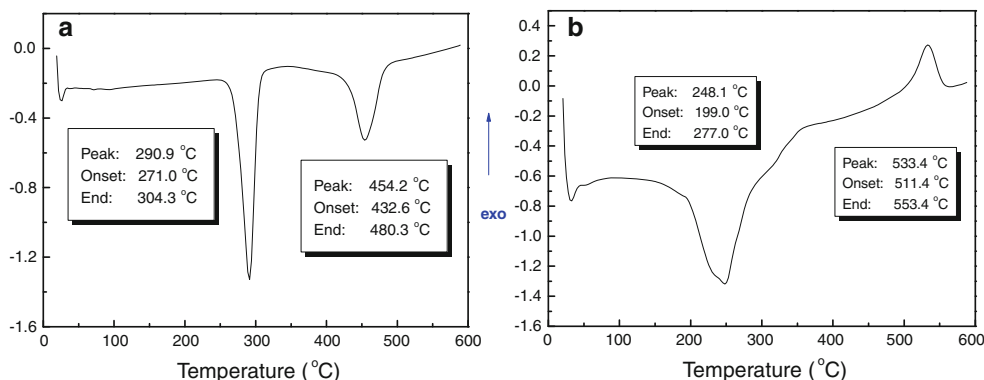 a
0.0
-0.4
-0.8
-1.2
-1.6
0
100
200
300
400
500
600
Temperature (°C)
Peak: 290.9 °C
Onset: 271.0 °C
End: 304.3 °C
Peak: 454.2 °C
Onset: 432.6 °C
End: 480.3 °C
exo
b
0.4
0.2
0.0
-0.2
-0.4
-0.6
-0.8
-1.0
-1.2
-1.4
-1.6
0
100
200
300
400
500
600
Temperature (°C)
Peak: 248.1 °C
Onset: 199.0 °C
End: 277.0 °C
Peak: 533.4 °C
Onset: 511.4 °C
End: 553.4 °C